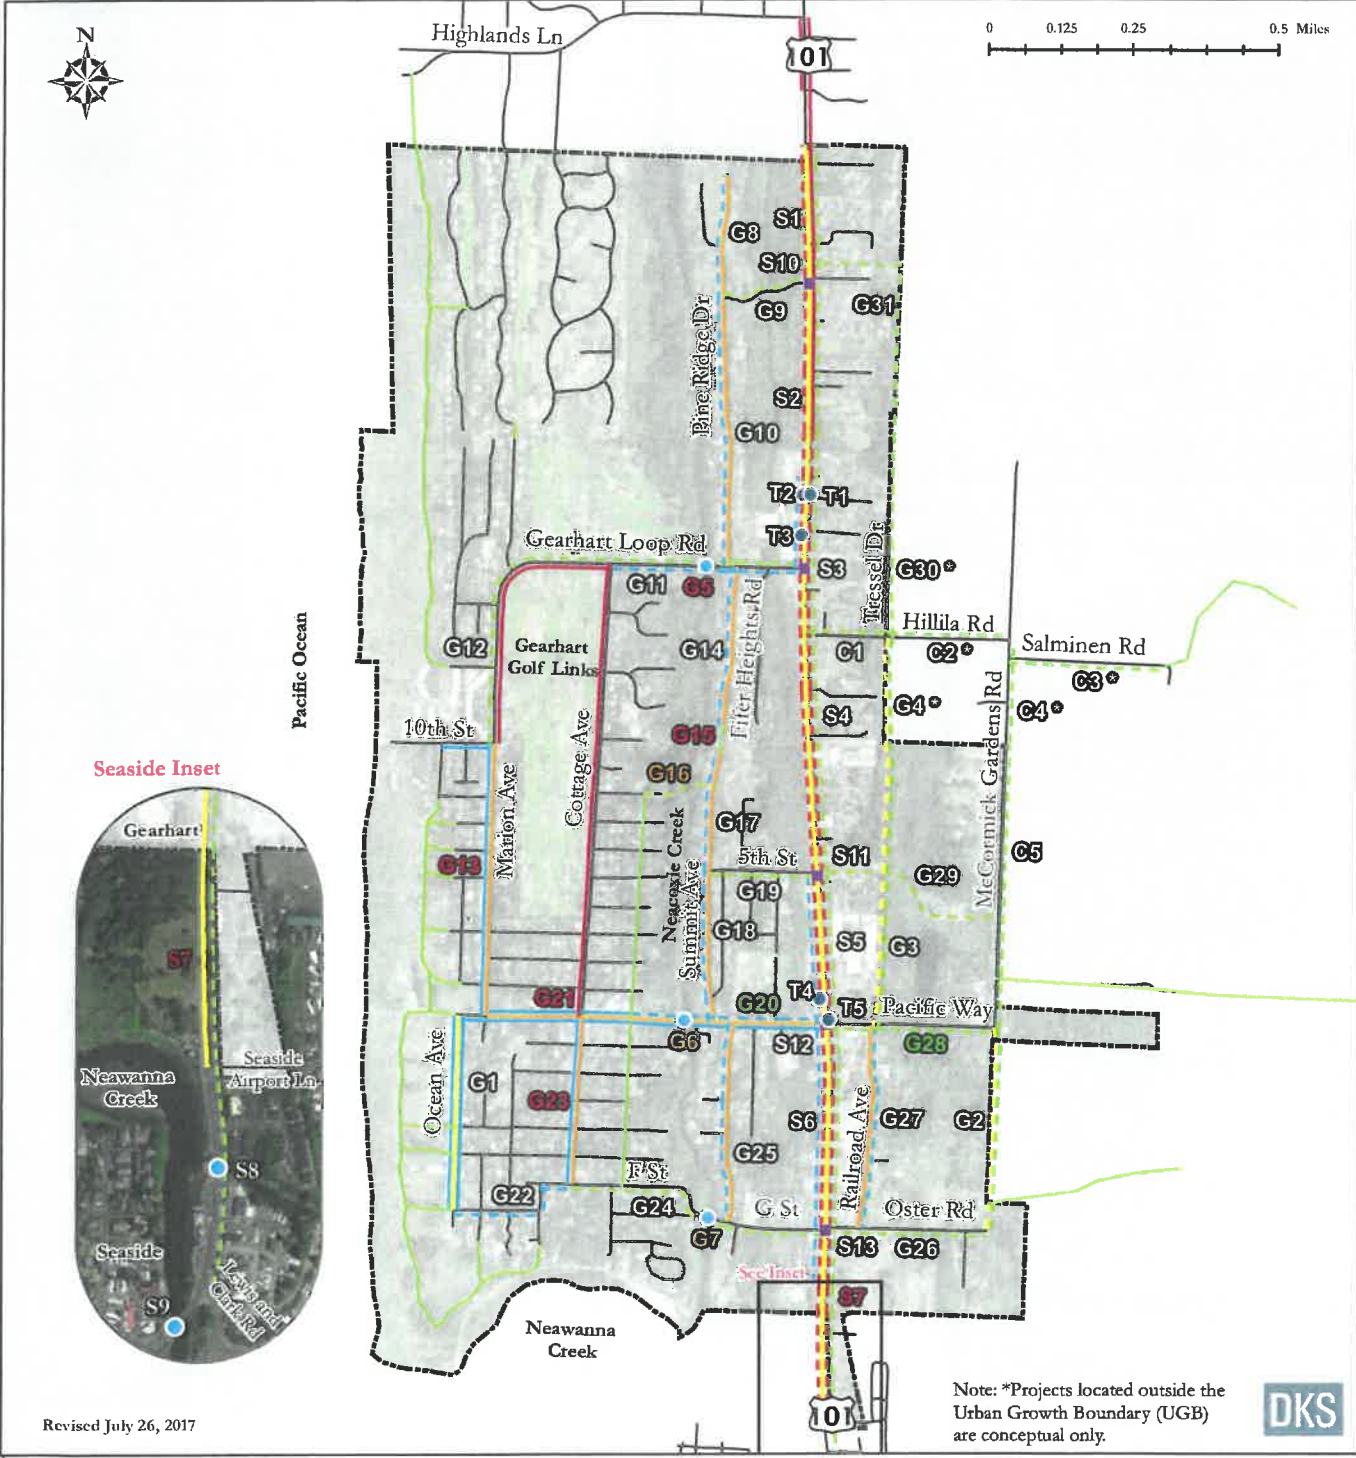 N
Highlands Ln
101
0 0.125 0.25 0.5 Miles
S1
G8
S10
G9
G31
Pine Ridge Dr
S2
G10
T2
T1
T3
Gearhart Loop Rd
G11
G5
S3
Tressel Dr
G30*
Hillila Rd
Salminen Rd
Fifer Heights Rd
G12
Gearhart
Golf Links
G14
C1
C2*
C3*
Pacific Ocean
G4*
C4*
S4
10th St
G15
McCormick Gardens Rd
Cottage Ave
Marion Ave
G16
Seaside Inset
G17
Gearhart
Neacoxie Creek
Summit Ave
5th St
S11
C5
G13
G29
G19
G18
S5
G3
S7
T4
G21
G20
T5
Pacific Way
G6
S12
G28
Ocean Ave
Seaside
Airport Ln
Neawanna
Creek
G1
G23
S6
Railroad Ave
G27
G2
G25
S8
F St
G22
G24
G St
Oster Rd
G7
S13
G26
Seaside
See Inset
Lewis and
Clark Rd
S7
S9
Neawanna
Creek
Note: *Projects located outside the
Urban Growth Boundary (UGB)
are conceptual only.
DKS
101
Revised July 26, 2017